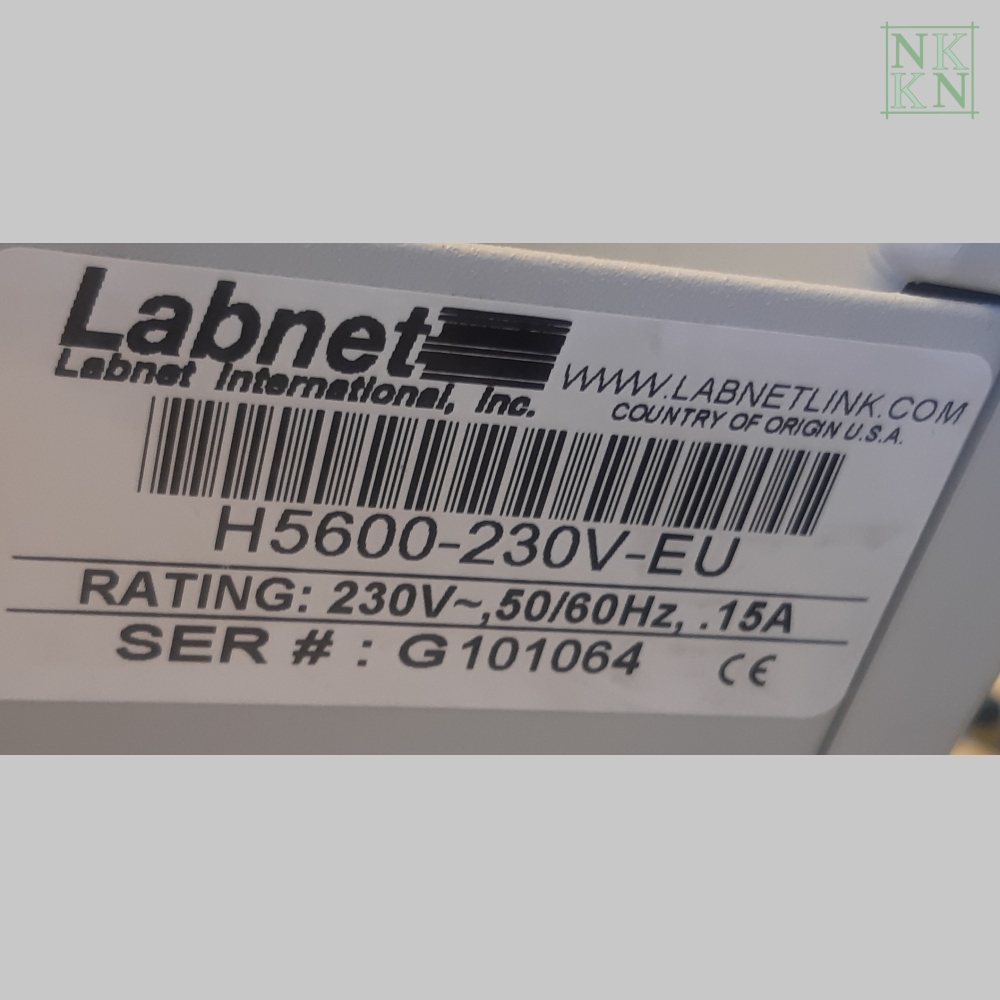 NK
KN
Labnet
Labnet International, Inc.
WWW.LABNETLINK.COM
COUNTRY OF ORIGIN U.S.A.
H5600-230V-EU
RATING: 230V~,50/60Hz, .15A
SER # : G101064 CE